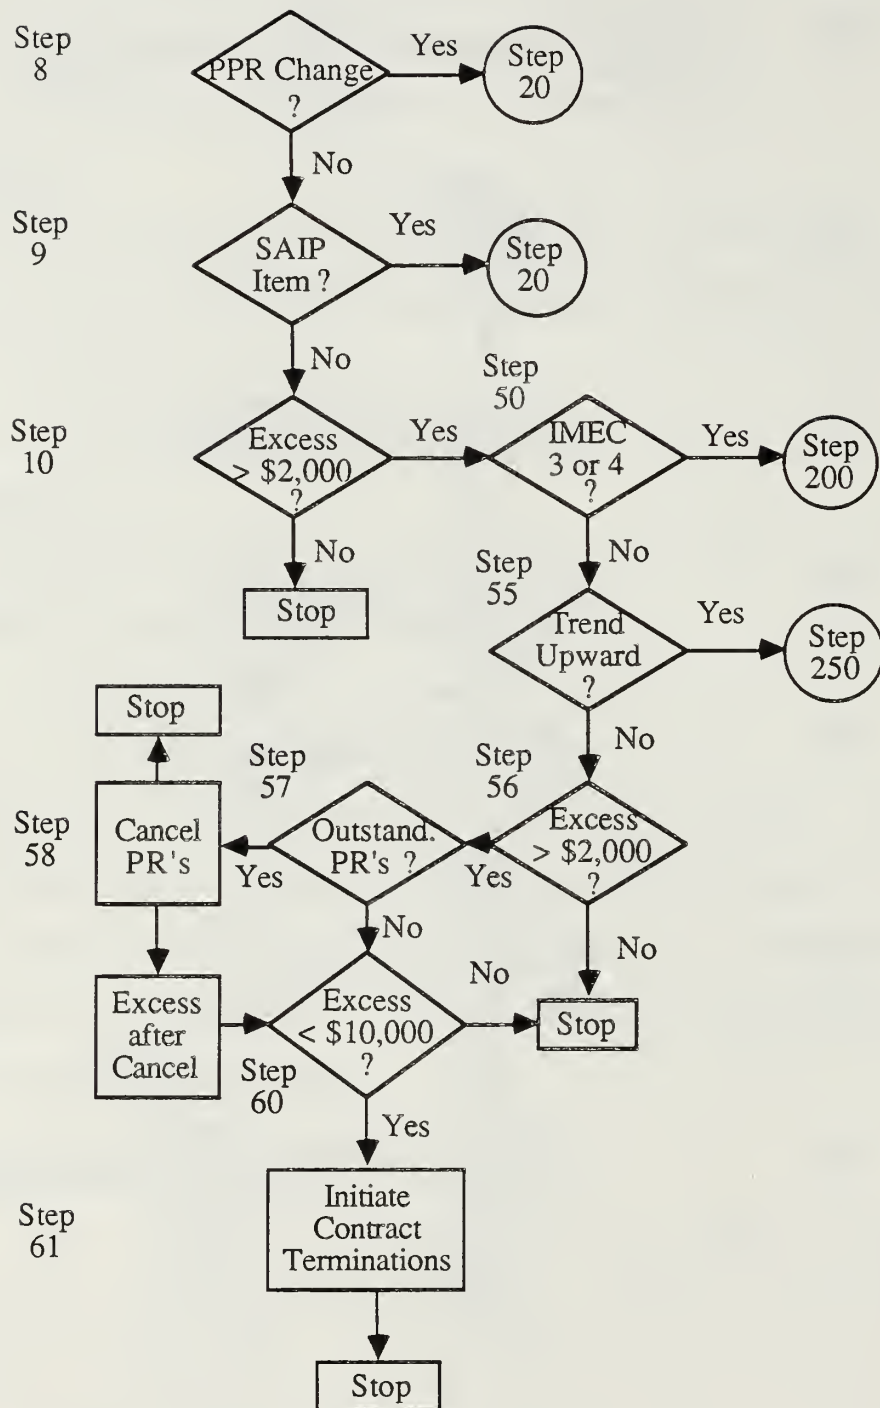 Step
8
PPR Change
?
Yes
Step
20
No
Step
9
SAIP
Item ?
Yes
Step
20
No
Step
50
Step
10
Excess
> $2,000
?
Yes
IMEC
3 or 4
?
Yes
Step
200
No
Stop
No
Step
55
Trend
Upward
?
Yes
Step
250
No
Stop
Step
57
Step
56
Step
58
Cancel
PR's
Yes
Outstand.
PR's ?
Yes
Excess
> $2,000
?
No
No
Excess
after
Cancel
Excess
< $10,000
?
No
Stop
Step
60
Yes
Step
61
Initiate
Contract
Terminations
Stop